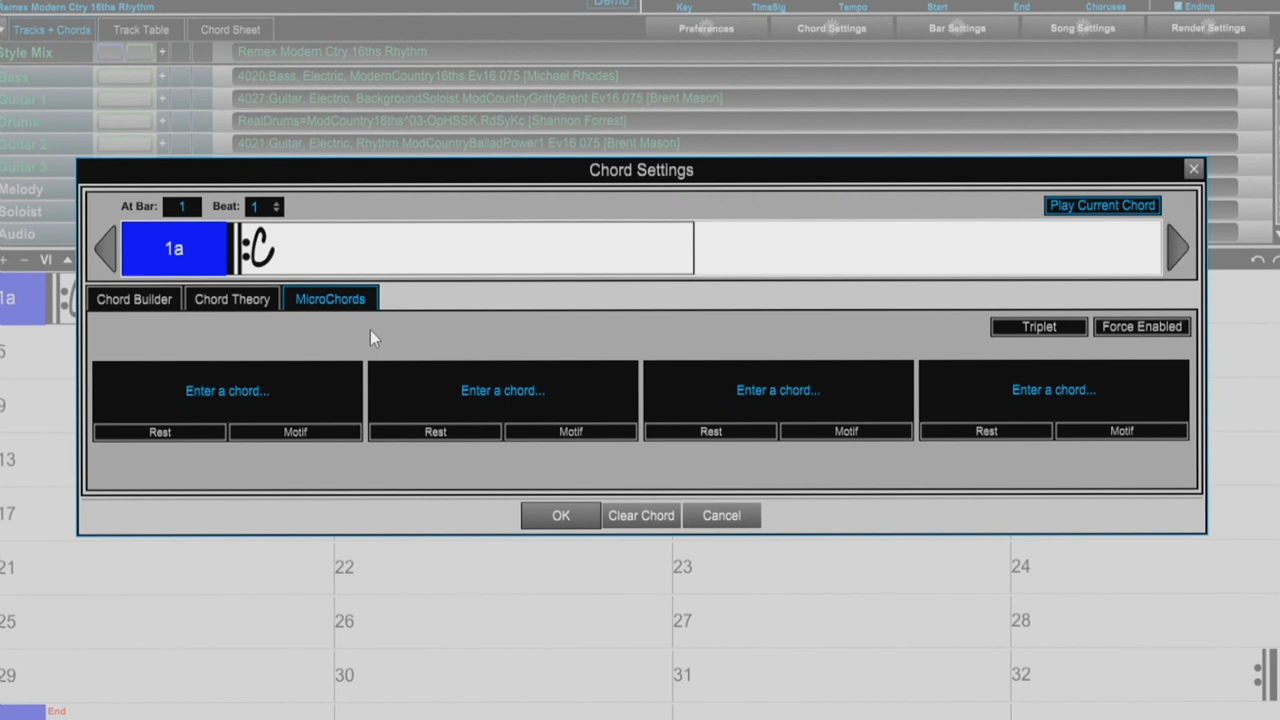 Remex Modern Ctry 16ths Rhythm
Demo
Key TimeSig Tempo Start End Choruses Ending
Tracks + Chords Track Table Chord Sheet Preferences Chord Settings Bar Settings Song Settings Render Settings
Style Mix + Remex Modern Ctry 16ths Rhythm
Bass + 4020:Bass, Electric, ModernCountry16ths Ev16 075 [Michael Rhodes]
Guitar 1 + 4027:Guitar, Electric, BackgroundSoloist ModCountryGrittyBrent Ev16 075 [Brent Mason]
Drums + RealDrums=ModCountry16ths^03-OpHSSK.RdSyKc [Shannon Forrest]
Guitar 2 + 4021:Guitar, Electric, Rhythm ModCountryBalladPower1 Ev16 075 [Brent Mason]
Guitar 3
Melody
Soloist
Audio
+ − VI
Chord Settings
At Bar: 1 Beat: 1 Play Current Chord
1a C
Chord Builder Chord Theory MicroChords
Triplet Force Enabled
Enter a chord... Enter a chord... Enter a chord... Enter a chord...
Rest Motif Rest Motif Rest Motif Rest Motif
OK Clear Chord Cancel
1a
5
9
13
17
21 22 23 24
25 26 27 28
29 30 31 32
End